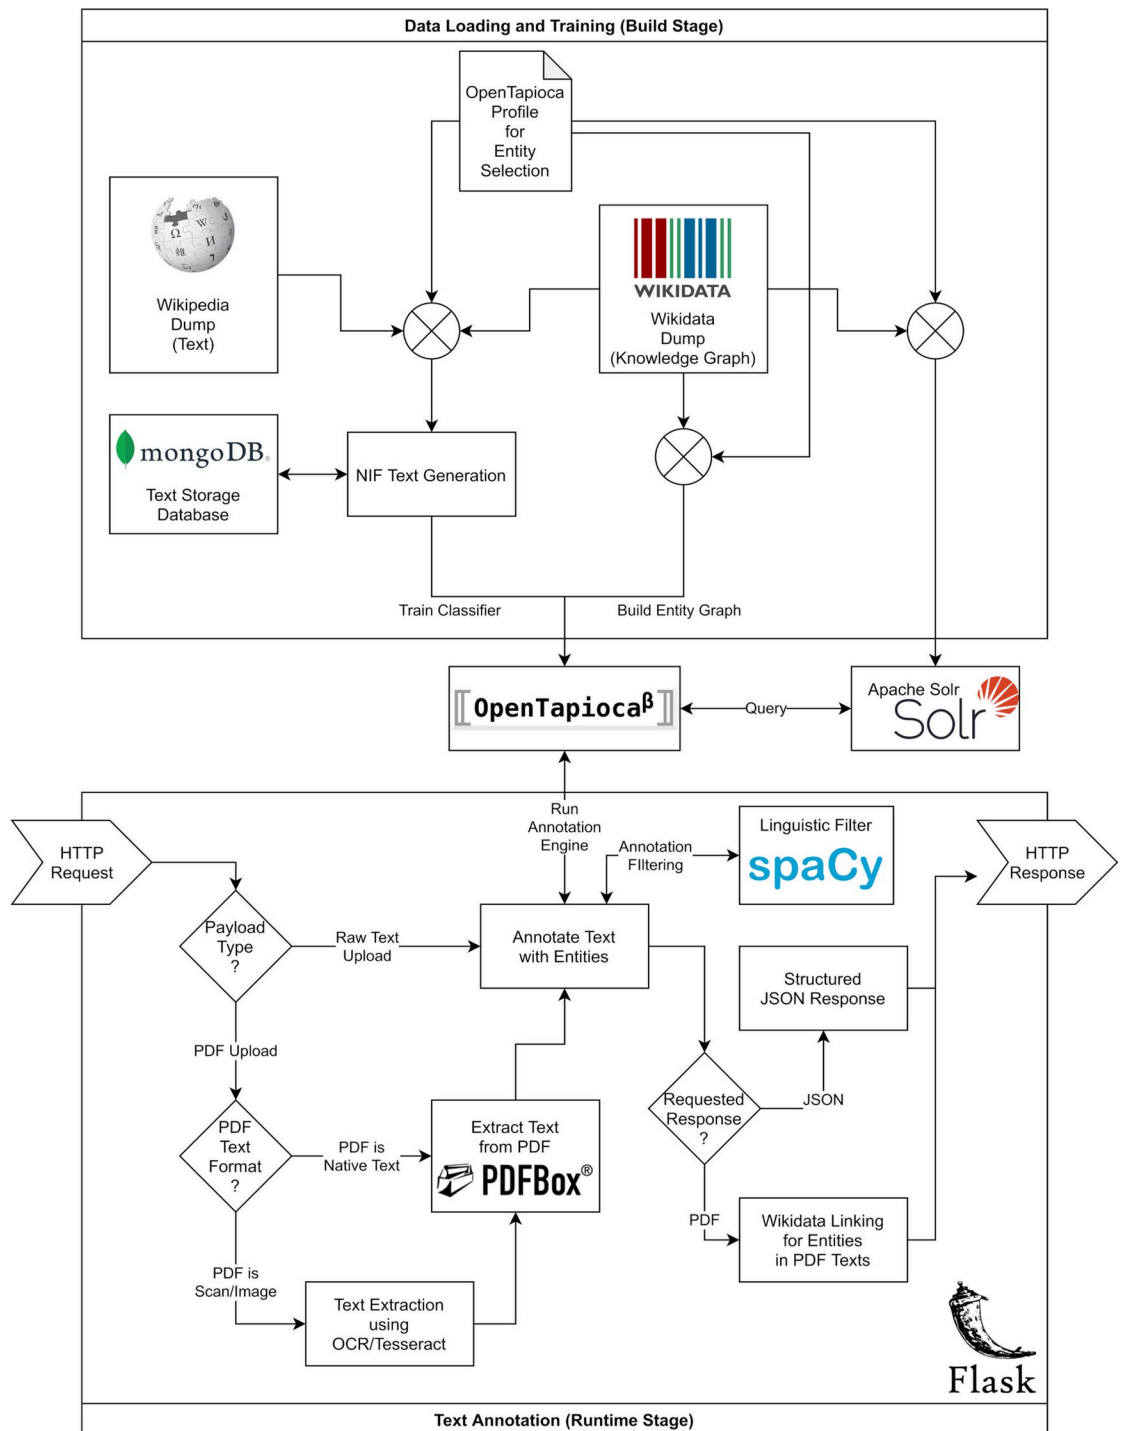 Data Loading and Training (Build Stage)
OpenTapioca
Profile
for
Entity
Selection
Wikipedia
Dump
(Text)
WIKIDATA
Wikidata
Dump
(Knowledge Graph)
mongoDB.
Text Storage
Database
NIF Text Generation
Train Classifier
Build Entity Graph
OpenTapioca β
Query
Apache Solr
Solr
HTTP
Request
Run
Annotation
Engine
Annotation
FIltering
Linguistic Filter
spaCy
HTTP
Response
Payload
Type
?
Raw Text
Upload
Annotate Text
with Entities
Structured
JSON Response
PDF Upload
Requested
Response
?
JSON
PDF
Text
Format
?
PDF is
Native Text
Extract Text
from PDF
PDFBox®
PDF
Wikidata Linking
for Entities
in PDF Texts
PDF is
Scan/Image
Text Extraction
using
OCR/Tesseract
Flask
Text Annotation (Runtime Stage)